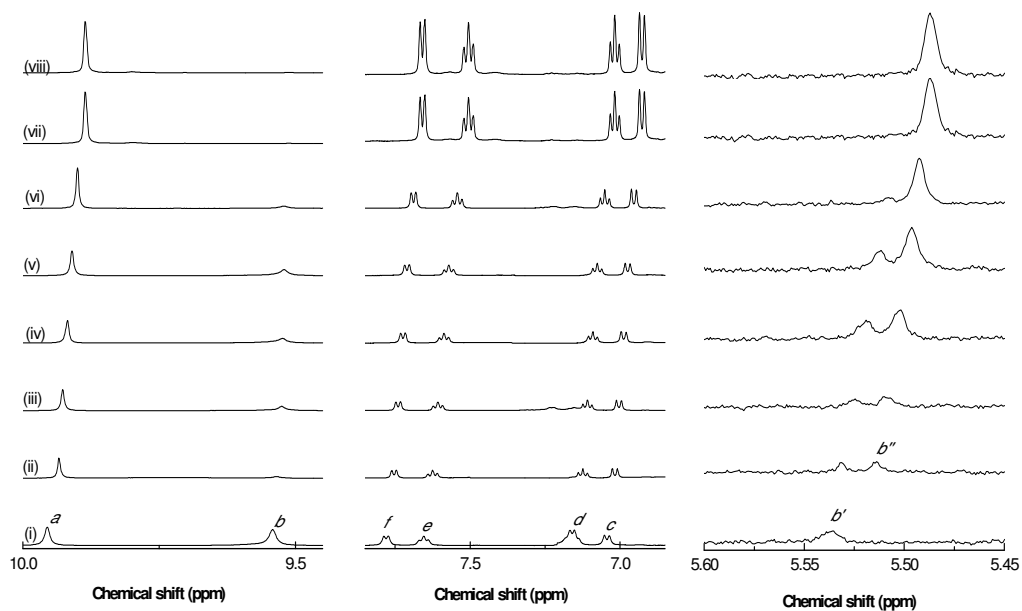 (viii)
(vii)
(vi)
(v)
(iv)
(iii)
(ii)
b"
(i) a b f e d c b'
10.0 9.5 7.5 7.0 5.60 5.55 5.50 5.45
Chemical shift (ppm) Chemical shift (ppm) Chemical shift (ppm)